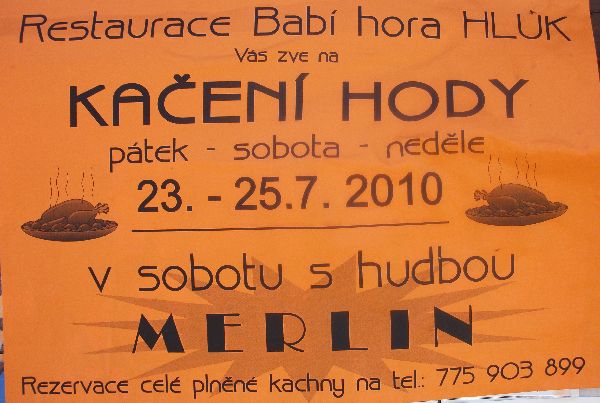 Restaurace Babí hora HLUK
Vás zve na
KAČENÍ HODY
pátek - sobota - neděle
23. - 25.7. 2010
v sobotu s hudbou
MERLIN
Rezervace celé plněné kachny na tel.: 775 903 899